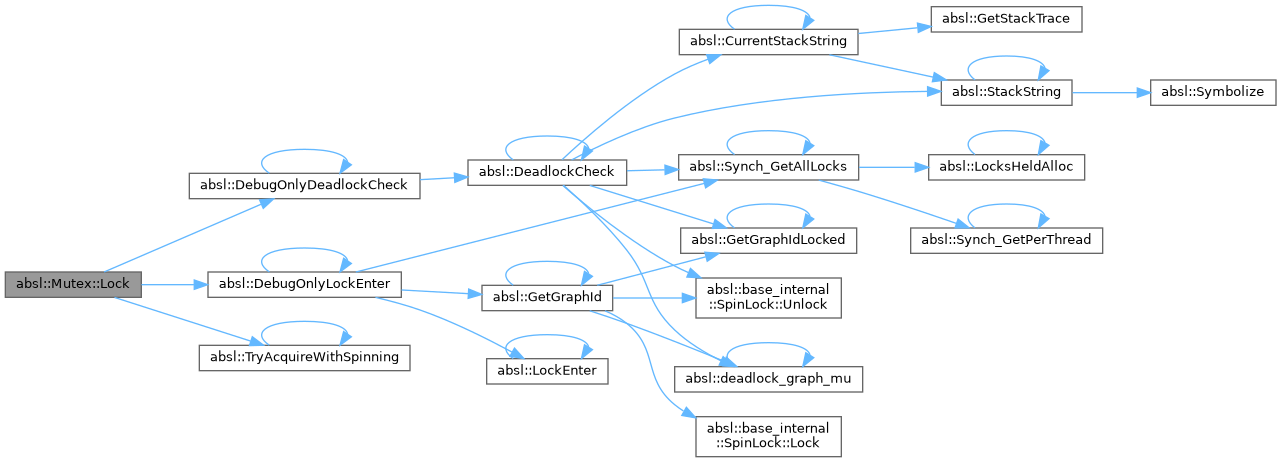 absl::Mutex::Lock
absl::DebugOnlyDeadlockCheck
absl::DebugOnlyLockEnter
absl::TryAcquireWithSpinning
absl::DeadlockCheck
absl::GetGraphId
absl::LockEnter
absl::CurrentStackString
absl::Synch_GetAllLocks
absl::GetGraphIdLocked
absl::base_internal
::SpinLock::Unlock
absl::deadlock_graph_mu
absl::base_internal
::SpinLock::Lock
absl::GetStackTrace
absl::StackString
absl::LocksHeldAlloc
absl::Synch_GetPerThread
absl::Symbolize